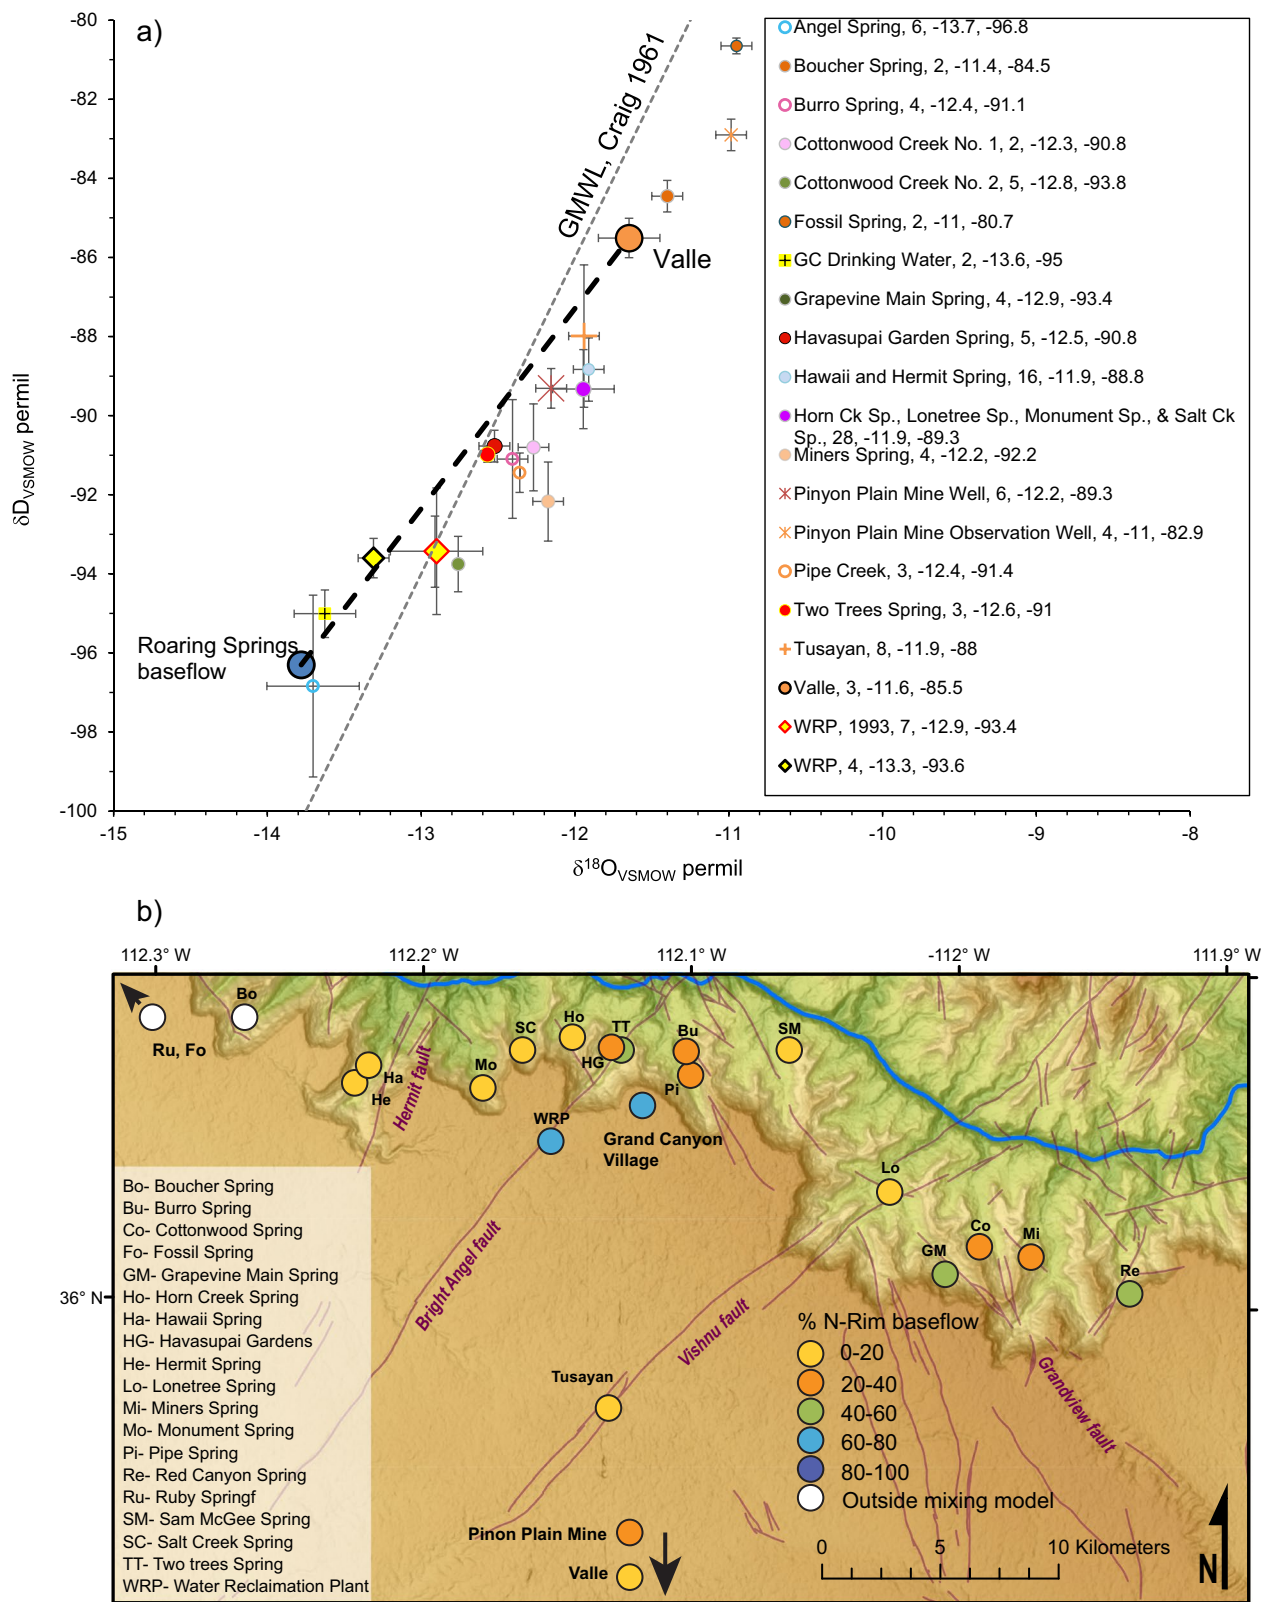 a)
-80
-82
-84
-86
-88
-90
-92
-94
-96
-98
-100
δD VSMOW permil
-15
-14
-13
-12
-11
-10
-9
-8
δ18O VSMOW permil
GMWL, Craig 1961
Valle
Roaring Springs
baseflow
Angel Spring, 6, -13.7, -96.8
Boucher Spring, 2, -11.4, -84.5
Burro Spring, 4, -12.4, -91.1
Cottonwood Creek No. 1, 2, -12.3, -90.8
Cottonwood Creek No. 2, 5, -12.8, -93.8
Fossil Spring, 2, -11, -80.7
GC Drinking Water, 2, -13.6, -95
Grapevine Main Spring, 4, -12.9, -93.4
Havasupai Garden Spring, 5, -12.5, -90.8
Hawaii and Hermit Spring, 16, -11.9, -88.8
Horn Ck Sp., Lonetree Sp., Monument Sp., & Salt Ck
Sp., 28, -11.9, -89.3
Miners Spring, 4, -12.2, -92.2
Pinyon Plain Mine Well, 6, -12.2, -89.3
Pinyon Plain Mine Observation Well, 4, -11, -82.9
Pipe Creek, 3, -12.4, -91.4
Two Trees Spring, 3, -12.6, -91
Tusayan, 8, -11.9, -88
Valle, 3, -11.6, -85.5
WRP, 1993, 7, -12.9, -93.4
WRP, 4, -13.3, -93.6
b)
112.3° W
112.2° W
112.1° W
-112° W
111.9° W
36° N
Bo
Ru, Fo
Ha
He
Hermit fault
Mo
SC
Ho
TT
HG
Bu
Pi
SM
WRP
Grand Canyon
Village
Lo
Co
Mi
GM
Re
Bright Angel fault
Vishnu fault
Grandview fault
Tusayan
Pinon Plain Mine
Valle
Bo- Boucher Spring
Bu- Burro Spring
Co- Cottonwood Spring
Fo- Fossil Spring
GM- Grapevine Main Spring
Ho- Horn Creek Spring
Ha- Hawaii Spring
HG- Havasupai Gardens
He- Hermit Spring
Lo- Lonetree Spring
Mi- Miners Spring
Mo- Monument Spring
Pi- Pipe Spring
Re- Red Canyon Spring
Ru- Ruby Springf
SM- Sam McGee Spring
SC- Salt Creek Spring
TT- Two trees Spring
WRP- Water Reclaimation Plant
% N-Rim baseflow
0-20
20-40
40-60
60-80
80-100
Outside mixing model
0
5
10 Kilometers
N